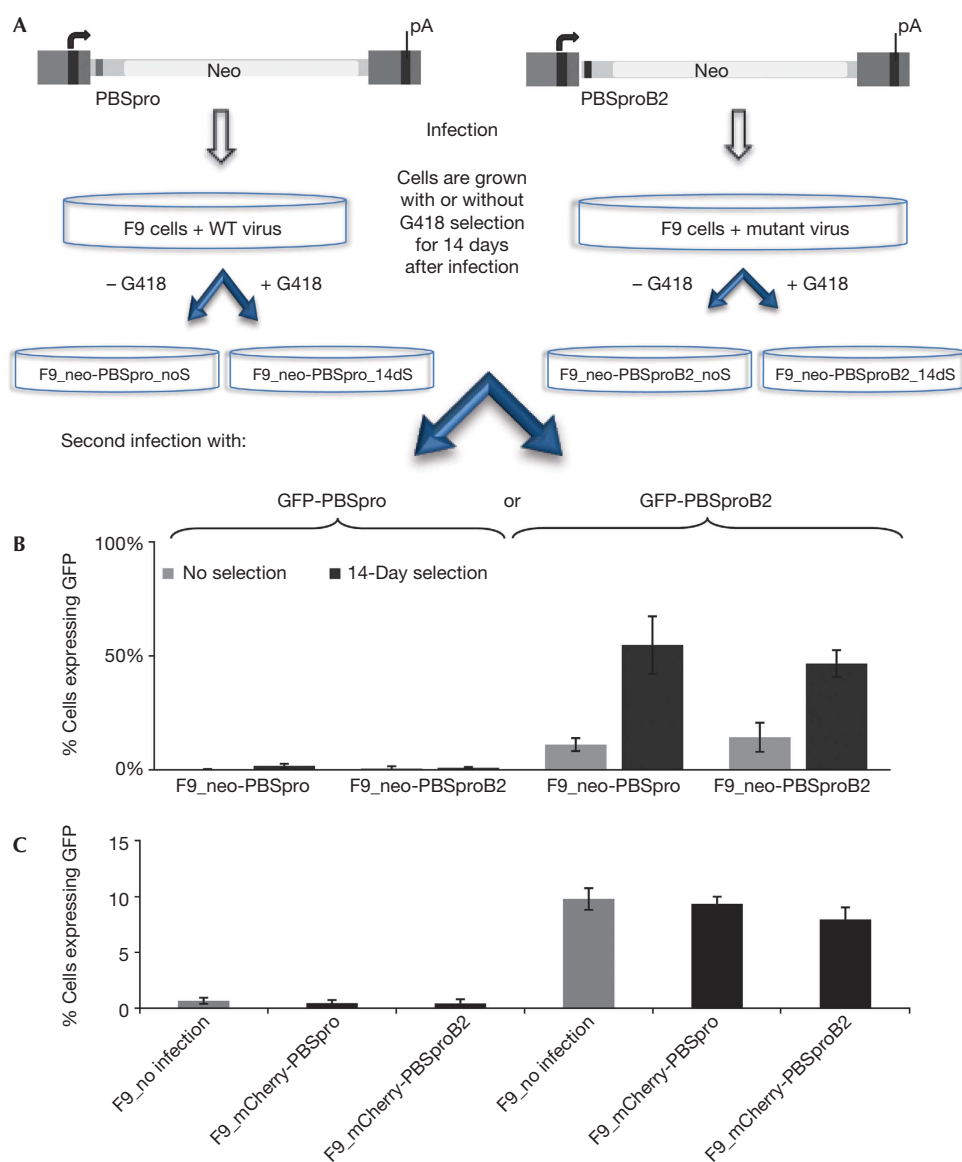 A
pA
Neo
PBSpro
pA
Neo
PBSproB2
Infection
Cells are grown
with or without
G418 selection
for 14 days
after infection
F9 cells + WT virus
F9 cells + mutant virus
– G418
+ G418
– G418
+ G418
F9_neo-PBSpro_noS
F9_neo-PBSpro_14dS
F9_neo-PBSproB2_noS
F9_neo-PBSproB2_14dS
Second infection with:
GFP-PBSpro
or
GFP-PBSproB2
B
% Cells expressing GFP
100%
50%
0%
No selection
14-Day selection
F9_neo-PBSpro
F9_neo-PBSproB2
F9_neo-PBSpro
F9_neo-PBSproB2
C
% Cells expressing GFP
15
10
5
0
F9_no infection
F9_mCherry-PBSpro
F9_mCherry-PBSproB2
F9_no infection
F9_mCherry-PBSpro
F9_mCherry-PBSproB2